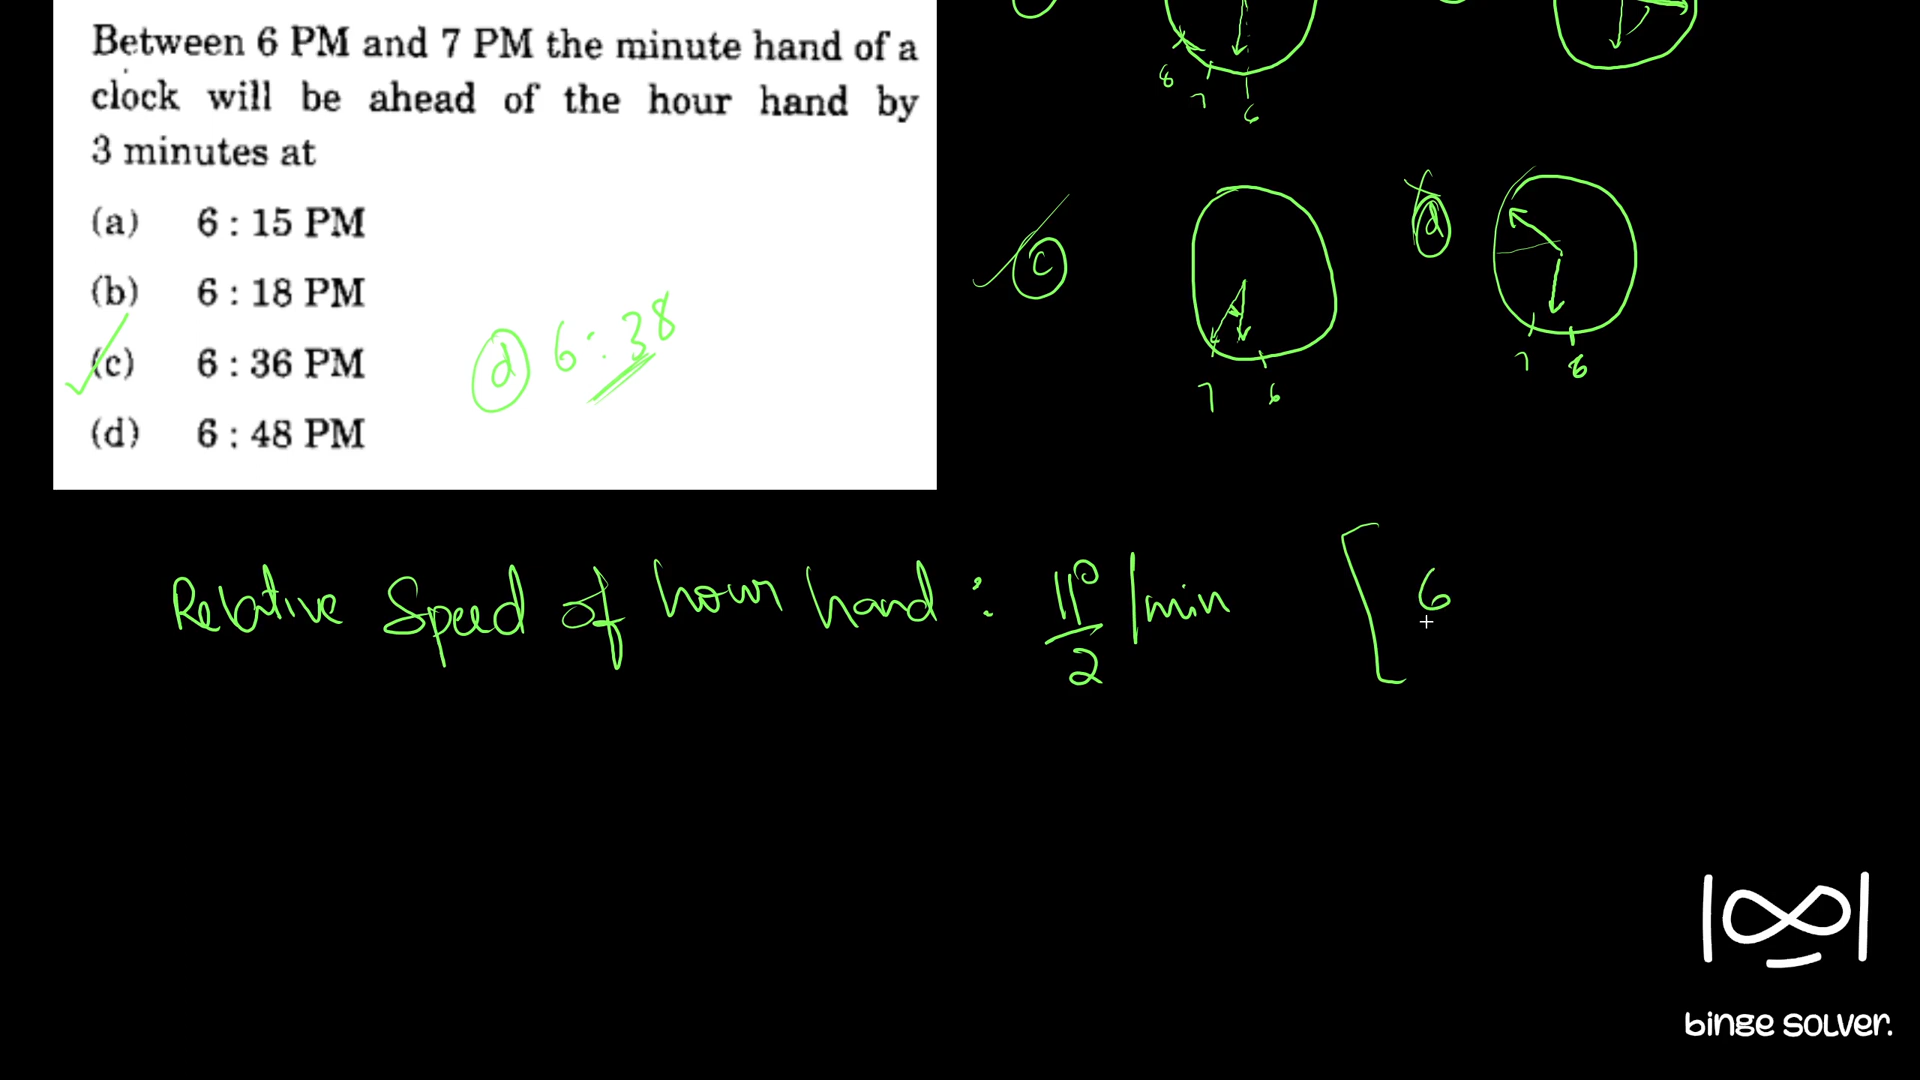 Between 6 PM and 7 PM the minute hand of a
clock will be ahead of the hour hand by
3 minutes at
(a) 6 : 15 PM
(b) 6 : 18 PM
(c) 6 : 36 PM
(d) 6 : 48 PM
(d) 6 : 38
8
7
6
(c)
7 6
(d)
7 6
Relative Speed of hour hand : 11°/2 /min [ 6
binge solver.